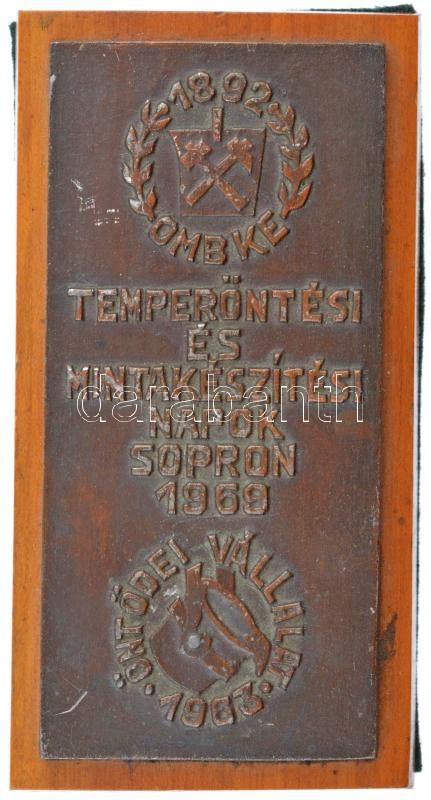 1892
OMBKE
TEMPERÖNTÉSI
ÉS
MINTAKÉSZÍTÉSI
NAPOK
SOPRON
1969
ÖNTÖDEI VÁLLALAT
· 1963 ·
darabanth